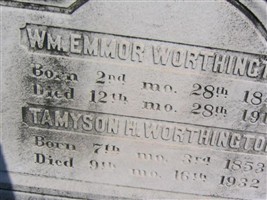 WM. EMMOR WORTHINGT
Born 2nd mo. 28th 18
Died 12th mo. 28th 19
TAMYSON H. WORTHINGTON
Born 7th mo. 3rd 1853
Died 9th mo. 16th 1932